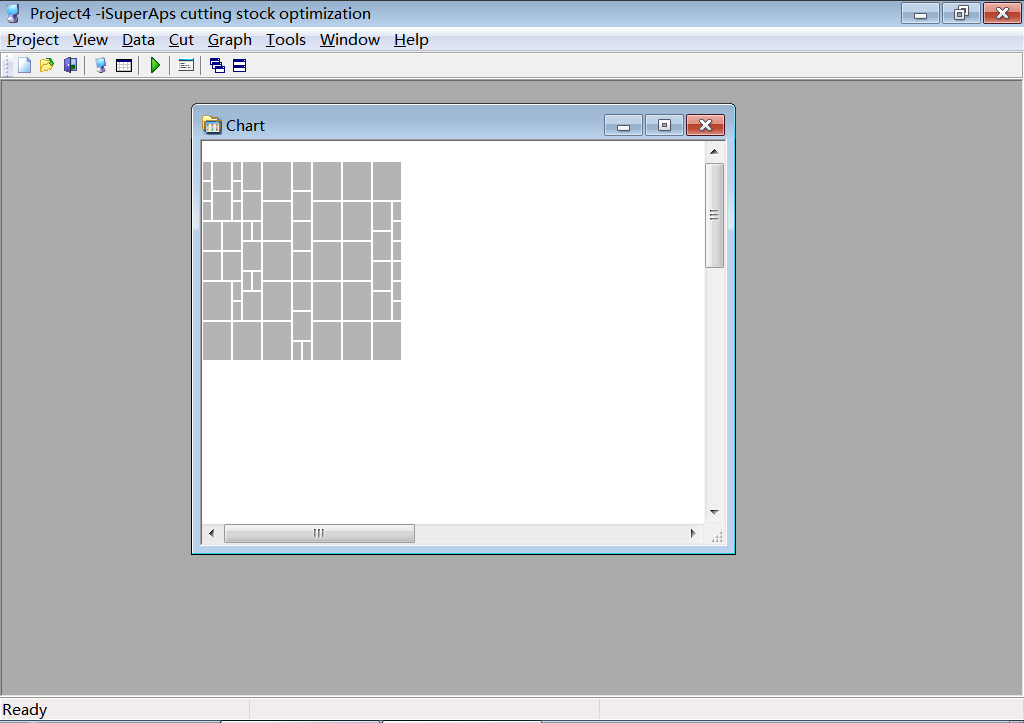 Project4 -iSuperAps cutting stock optimization
Project View Data Cut Graph Tools Window Help
Chart
Ready